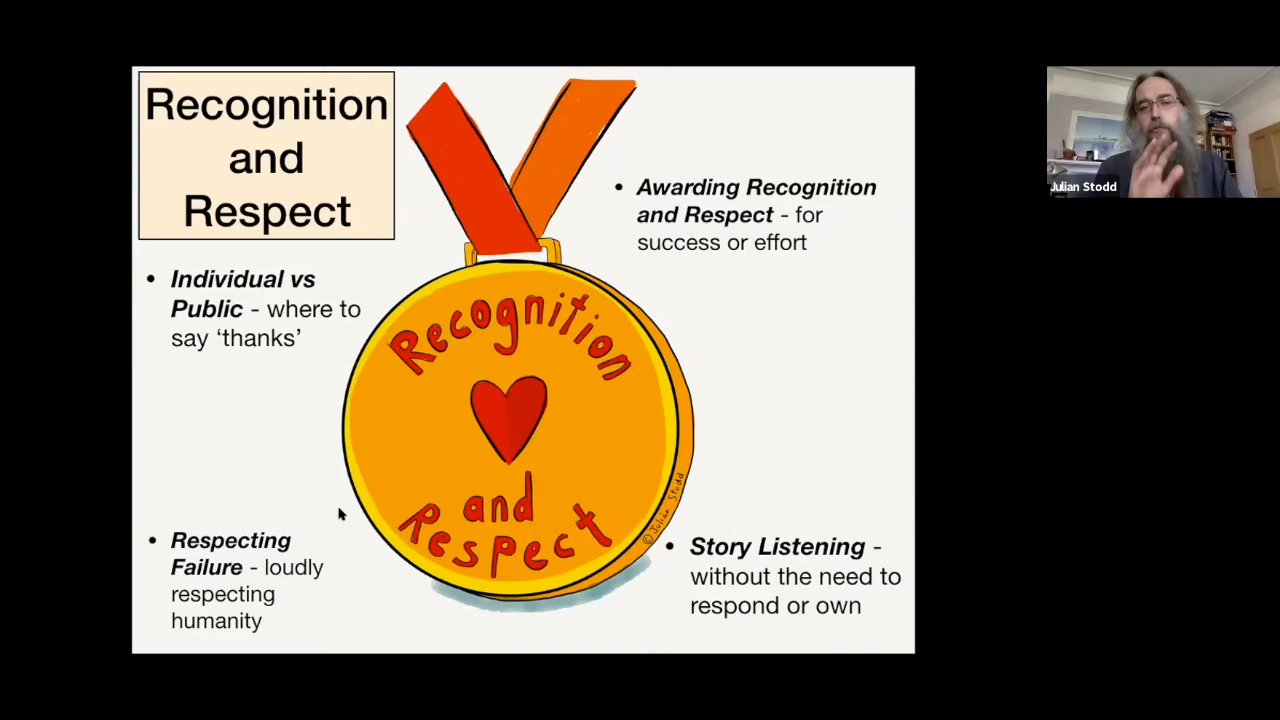 Recognition
and
Respect
• Individual vs
Public - where to
say ‘thanks’
• Respecting
Failure - loudly
respecting
humanity
Recognition
and
Respect
© Julian Stodd
• Awarding Recognition
and Respect - for
success or effort
• Story Listening -
without the need to
respond or own
Julian Stodd